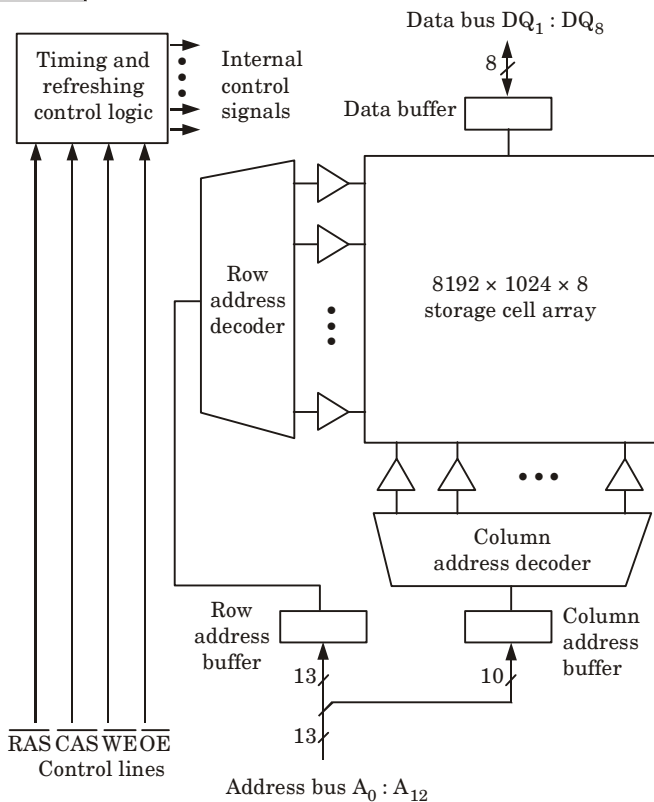 Data bus DQ₁ : DQ₈
8
Data buffer
Timing and
refreshing
control logic
Internal
control
signals
Row
address
decoder
8192 × 1024 × 8
storage cell array
Column
address decoder
Row
address
buffer
Column
address
buffer
13
10
13
RAS CAS WE OE
Control lines
Address bus A₀ : A₁₂